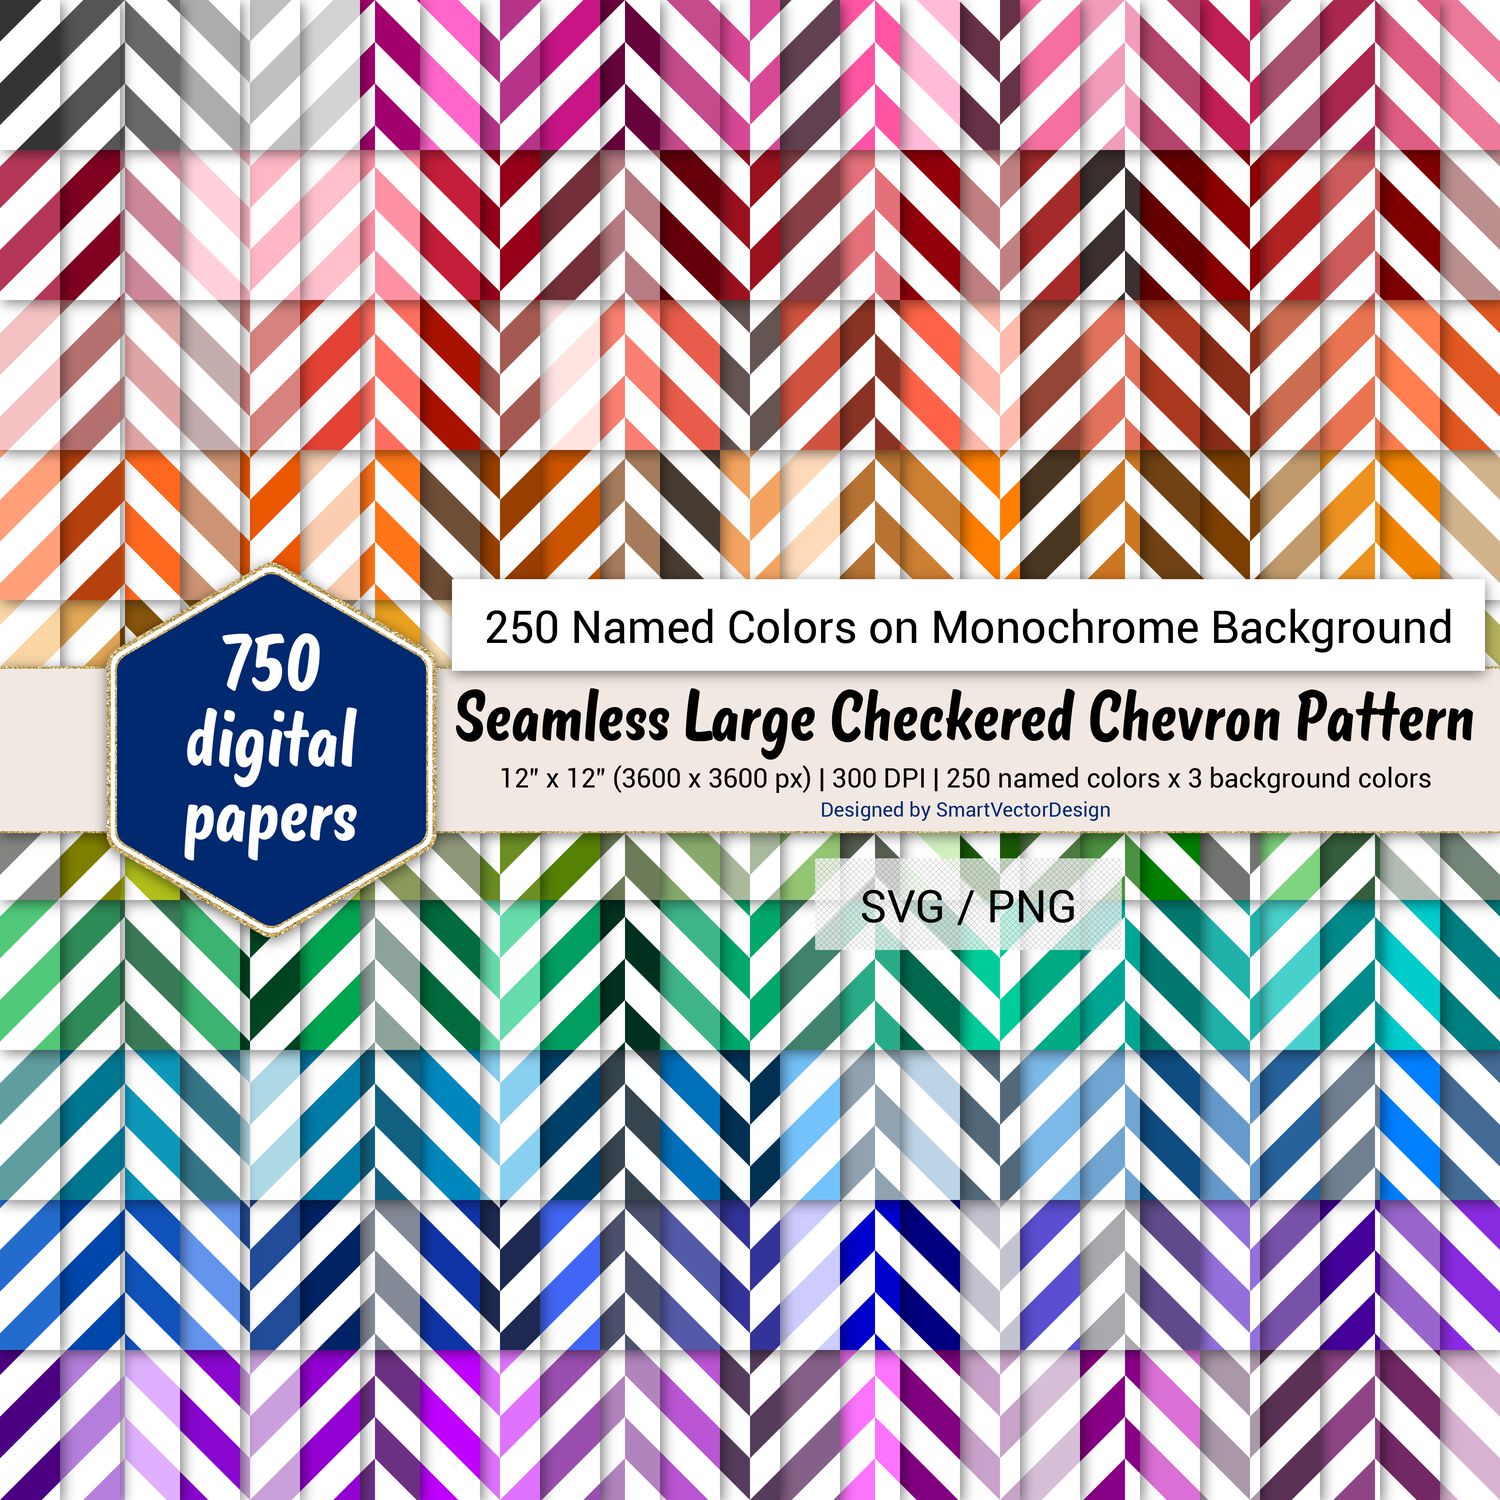 250 Named Colors on Monochrome Background
750
digital
papers
Seamless Large Checkered Chevron Pattern
12" x 12" (3600 x 3600 px) | 300 DPI | 250 named colors x 3 background colors
Designed by SmartVectorDesign
SVG / PNG